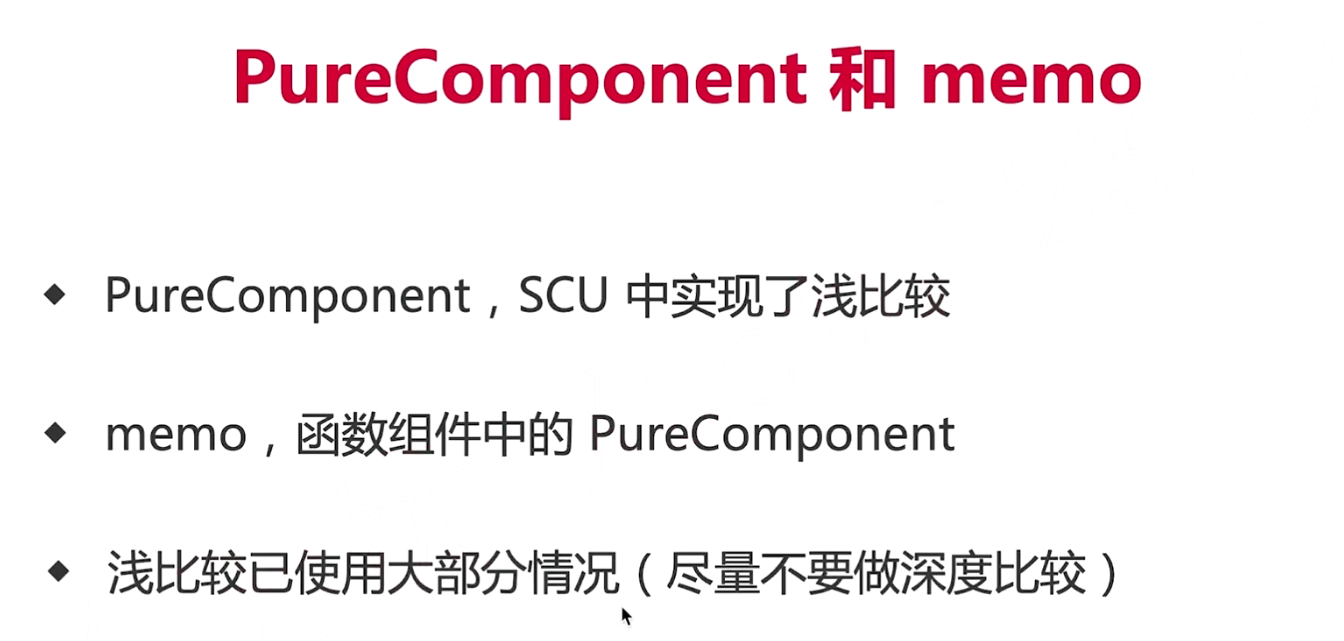 PureComponent 和 memo
◆ PureComponent，SCU 中实现了浅比较
◆ memo，函数组件中的 PureComponent
◆ 浅比较已使用大部分情况（尽量不要做深度比较）